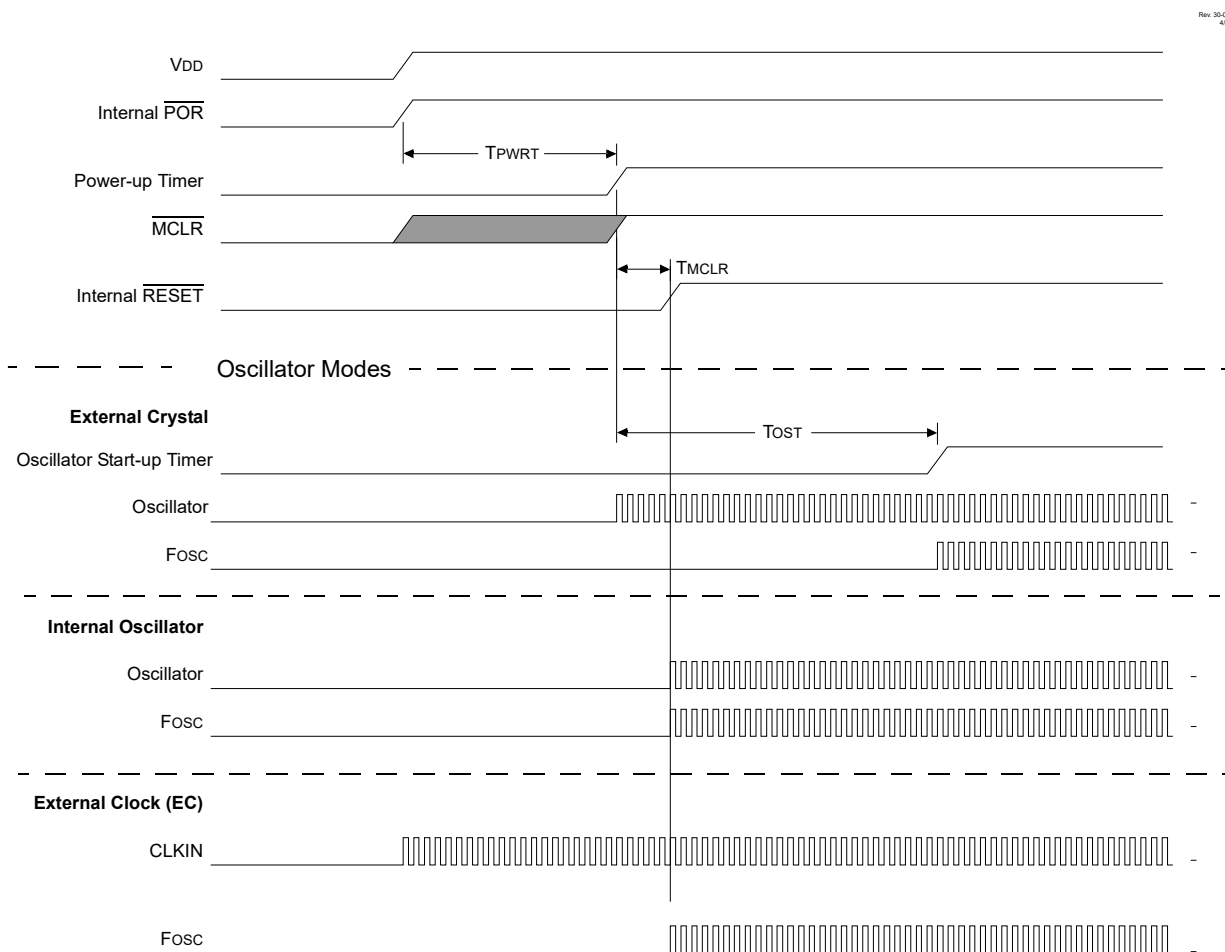 VDD
Internal POR
TPWRT
Power-up Timer
MCLR
TMCLR
Internal RESET
Oscillator Modes
External Crystal
TOST
Oscillator Start-up Timer
Oscillator
FOSC
Internal Oscillator
Oscillator
FOSC
External Clock (EC)
CLKIN
FOSC